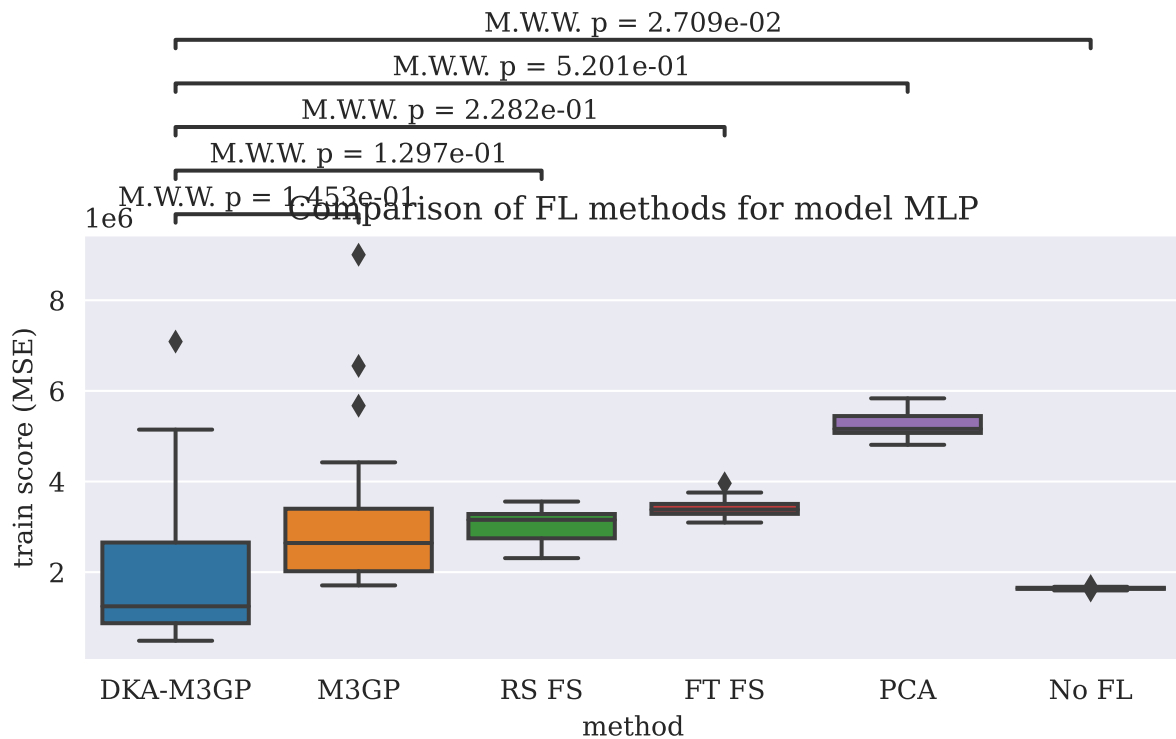 M.W.W. p = 2.709e-02
M.W.W. p = 5.201e-01
M.W.W. p = 2.282e-01
M.W.W. p = 1.297e-01
M.W.W. p = 1.453e-01
1e6
Comparison of FL methods for model MLP
8
6
4
2
train score (MSE)
DKA-M3GP M3GP RS FS FT FS PCA No FL
method